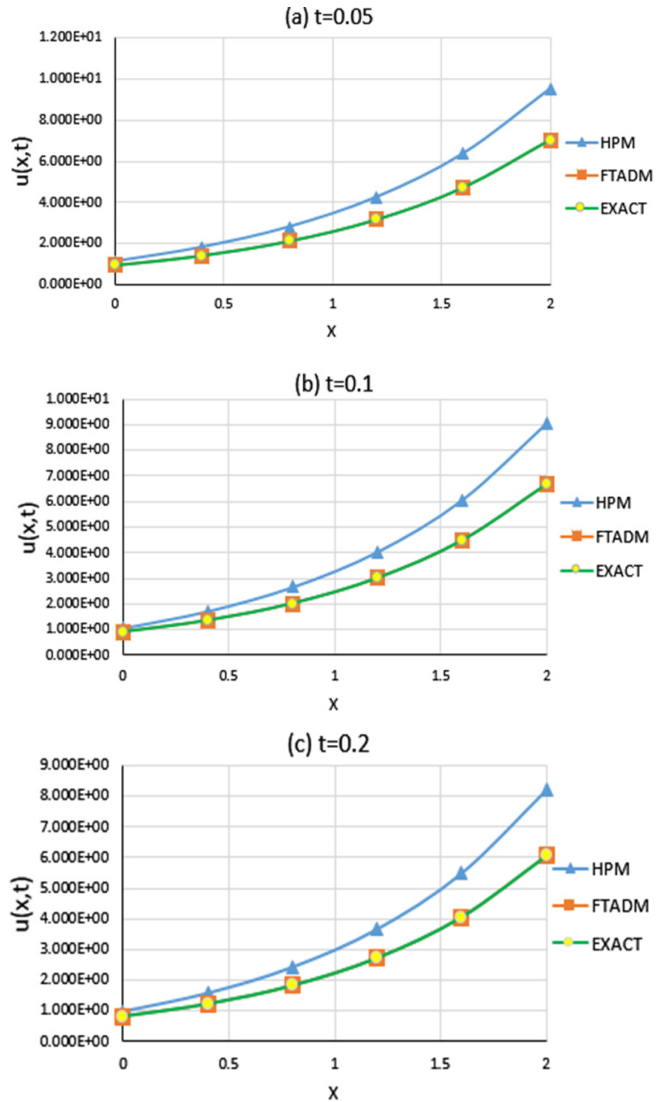 (a) t=0.05
1.200E+01
1.000E+01
8.000E+00
6.000E+00
4.000E+00
2.000E+00
0.000E+00
u(x,t)
0 0.5 1 1.5 2
X
HPM
FTADM
EXACT
(b) t=0.1
1.000E+01
9.000E+00
8.000E+00
7.000E+00
6.000E+00
5.000E+00
4.000E+00
3.000E+00
2.000E+00
1.000E+00
0.000E+00
u(x,t)
0 0.5 1 1.5 2
X
HPM
FTADM
EXACT
(c) t=0.2
9.000E+00
8.000E+00
7.000E+00
6.000E+00
5.000E+00
4.000E+00
3.000E+00
2.000E+00
1.000E+00
0.000E+00
u(x,t)
0 0.5 1 1.5 2
X
HPM
FTADM
EXACT